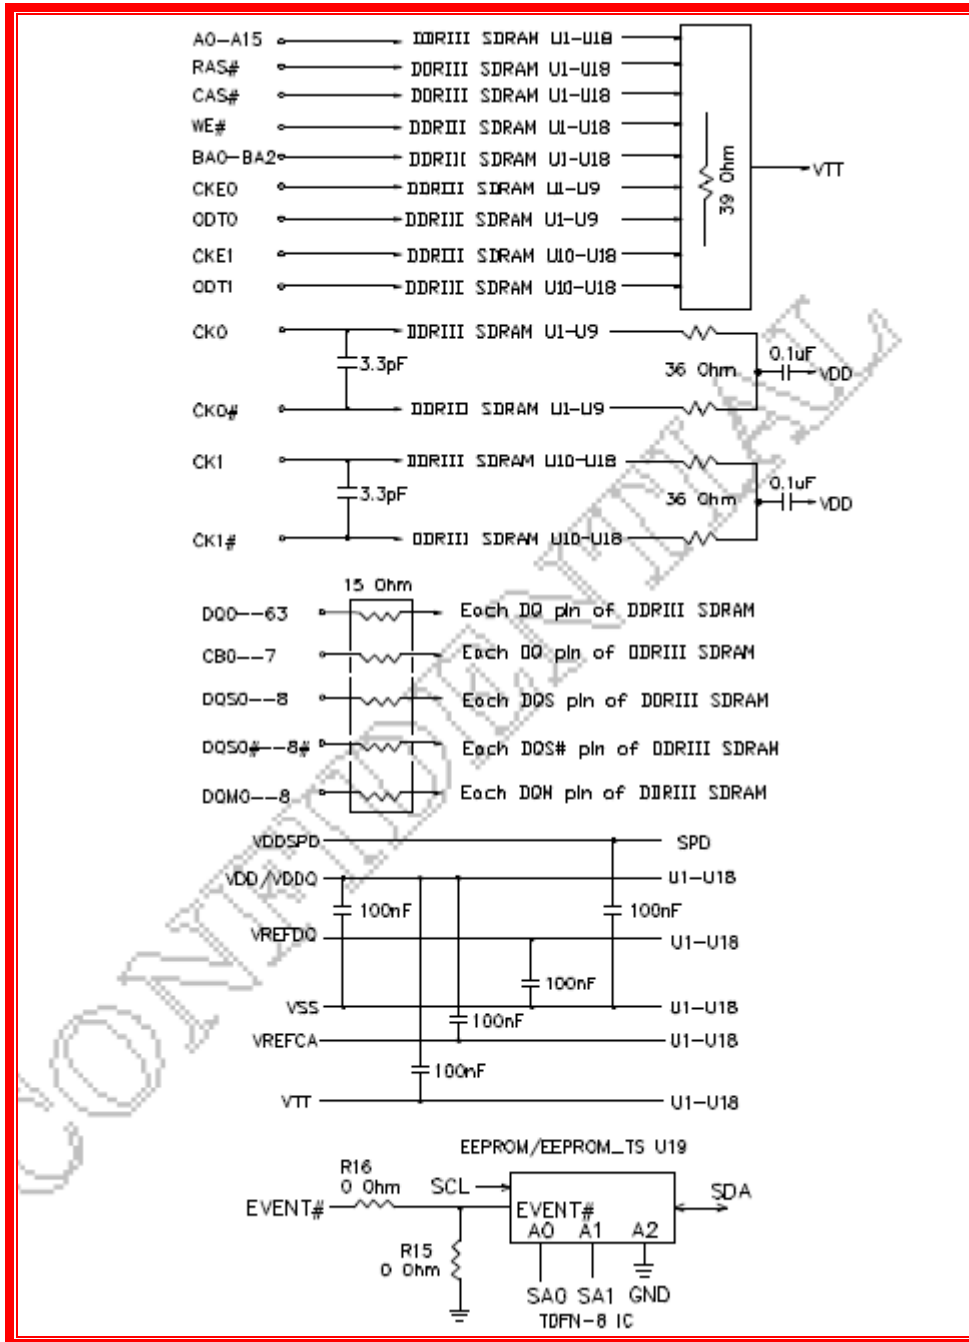 A0-A15 DDRIII SDRAM U1-U18
RAS# DDRIII SDRAM U1-U18
CAS# DDRIII SDRAM U1-U18
WE# DDRIII SDRAM U1-U18
BA0-BA2 DDRIII SDRAM U1-U18
CKE0 DDRIII SDRAM U1-U9
ODT0 DDRIII SDRAM U1-U9
CKE1 DDRIII SDRAM U10-U18
ODT1 DDRIII SDRAM U10-U18
39 Ohm
VTT
CK0 DDRIII SDRAM U1-U9
3.3pF 36 Ohm 0.1uF VDD
CK0# DDRIII SDRAM U1-U9
CK1 DDRIII SDRAM U10-U18
3.3pF 36 Ohm 0.1uF VDD
CK1# DDRIII SDRAM U10-U18
15 Ohm
DQ0--63 Each DQ pin of DDRIII SDRAM
CB0--7 Each DQ pin of DDRIII SDRAM
DQS0--8 Each DQS pin of DDRIII SDRAM
DQS0#--8# Each DQS# pin of DDRIII SDRAM
DQM0--8 Each DQM pin of DDRIII SDRAM
VDDSPD SPD
VDD/VDDQ U1-U18
100nF 100nF
VREFDQ U1-U18
100nF
VSS U1-U18
100nF
VREFCA U1-U18
100nF
VTT U1-U18
EEPROM/EEPROM_TS U19
R16
0 Ohm
SCL
SDA
EVENT# EVENT#
A0 A1 A2
R15
0 Ohm
SA0 SA1 GND
TDFN-8 IC
CONFIDENTIAL